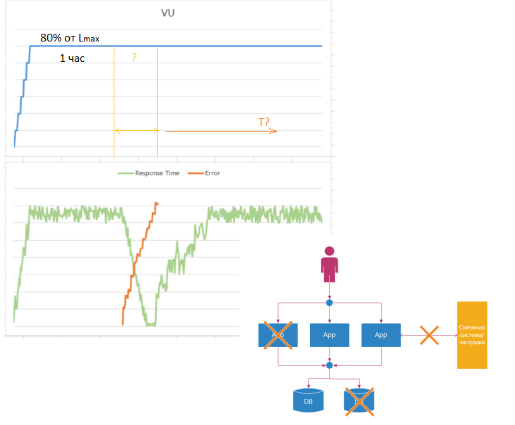 VU
80% от Lmax
1 час
?
T?
Response Time
Error
App
App
App
Смежная
система/
заглушка
DB
DB